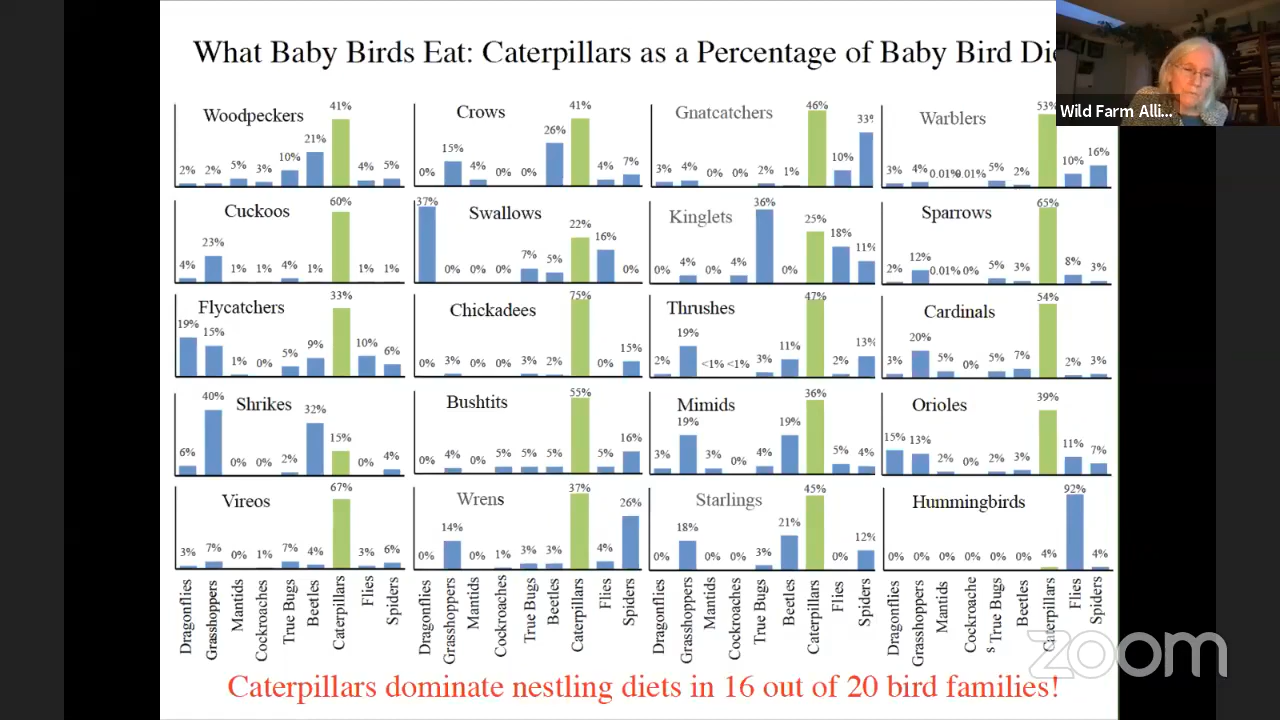 What Baby Birds Eat: Caterpillars as a Percentage of Baby Bird Di
Wild Farm Alli...
Woodpeckers
2% 2% 5% 3% 10% 21% 41% 4% 5%
Crows
0% 15% 4% 0% 0% 26% 41% 4% 7%
Gnatcatchers
3% 4% 0% 0% 2% 1% 46% 10% 33%
Warblers
3% 4% 0.01% 0.01% 5% 2% 53% 10% 16%
Cuckoos
4% 23% 1% 1% 4% 1% 60% 1% 1%
Swallows
37% 0% 0% 0% 7% 5% 22% 16% 0%
Kinglets
0% 4% 0% 4% 36% 0% 25% 18% 11%
Sparrows
2% 12% 0.01% 0% 5% 3% 65% 8% 3%
Flycatchers
19% 15% 1% 0% 5% 9% 33% 10% 6%
Chickadees
0% 3% 0% 0% 3% 2% 75% 0% 15%
Thrushes
2% 19% <1% <1% 3% 11% 47% 2% 13%
Cardinals
3% 20% 5% 0% 5% 7% 54% 2% 3%
Shrikes
6% 40% 0% 0% 2% 32% 15% 0% 4%
Bushtits
0% 4% 0% 5% 5% 5% 55% 5% 16%
Mimids
3% 19% 3% 0% 4% 19% 36% 5% 4%
Orioles
15% 13% 2% 0% 2% 3% 39% 11% 7%
Vireos
3% 7% 0% 1% 7% 4% 67% 3% 6%
Wrens
0% 14% 0% 1% 3% 3% 37% 4% 26%
Starlings
0% 18% 0% 0% 3% 21% 45% 0% 12%
Hummingbirds
0% 0% 0% 0% 0% 0% 4% 92% 4%
Dragonflies
Grasshoppers
Mantids
Cockroaches
True Bugs
Beetles
Caterpillars
Flies
Spiders
Dragonflies
Grasshoppers
Mantids
Cockroaches
True Bugs
Beetles
Caterpillars
Flies
Spiders
Dragonflies
Grasshoppers
Mantids
Cockroaches
True Bugs
Beetles
Caterpillars
Flies
Spiders
Dragonflies
Grasshoppers
Mantids
Cockroache
s True Bugs
Beetles
Caterpillars
Flies
Spiders
zoom
Caterpillars dominate nestling diets in 16 out of 20 bird families!